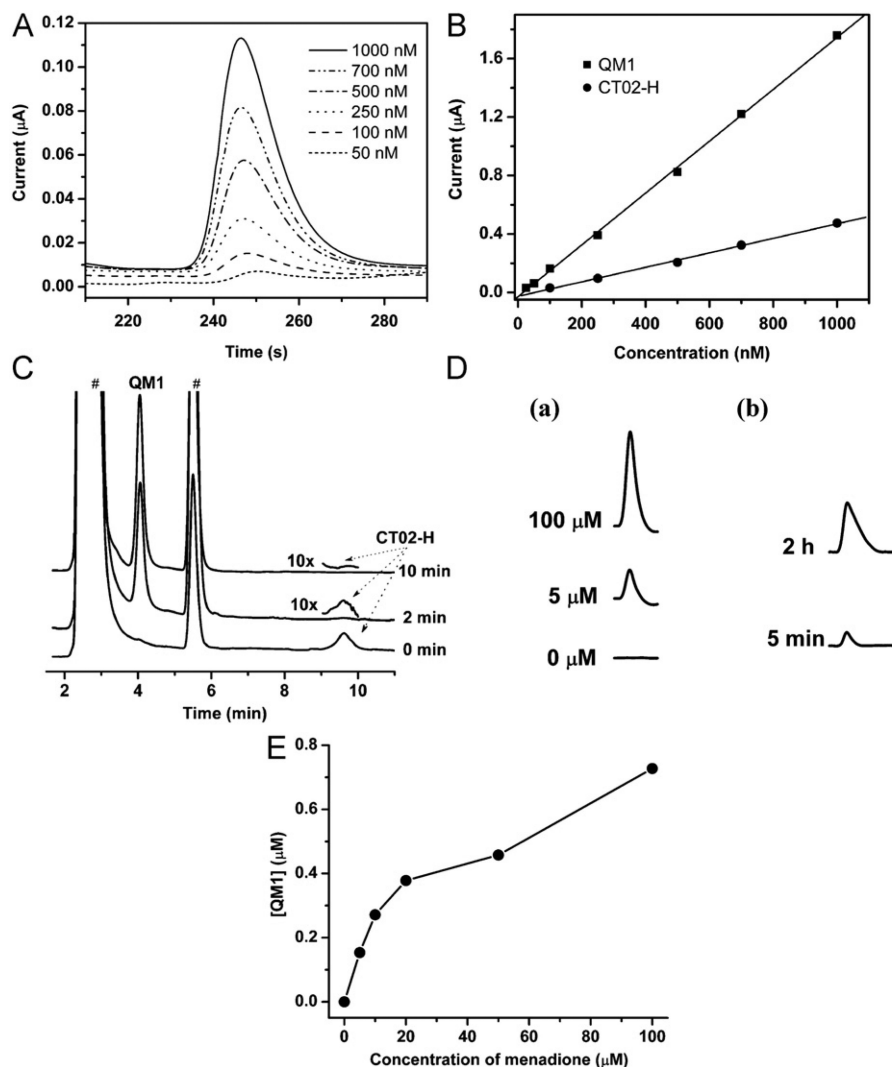 A
0.12
0.10
0.08
0.06
0.04
0.02
0.00
Current (μA)
1000 nM
700 nM
500 nM
250 nM
100 nM
50 nM
220
240
260
280
Time (s)
B
1.6
1.2
0.8
0.4
0.0
Current (μA)
QM1
CT02-H
0
200
400
600
800
1000
Concentration (nM)
C
#
QM1
#
CT02-H
10x
10 min
10x
2 min
0 min
2
4
6
8
10
Time (min)
D
(a)
(b)
100 μM
5 μM
0 μM
2 h
5 min
E
0.8
0.6
0.4
0.2
0.0
[QM1] (μM)
0
20
40
60
80
100
Concentration of menadione (μM)